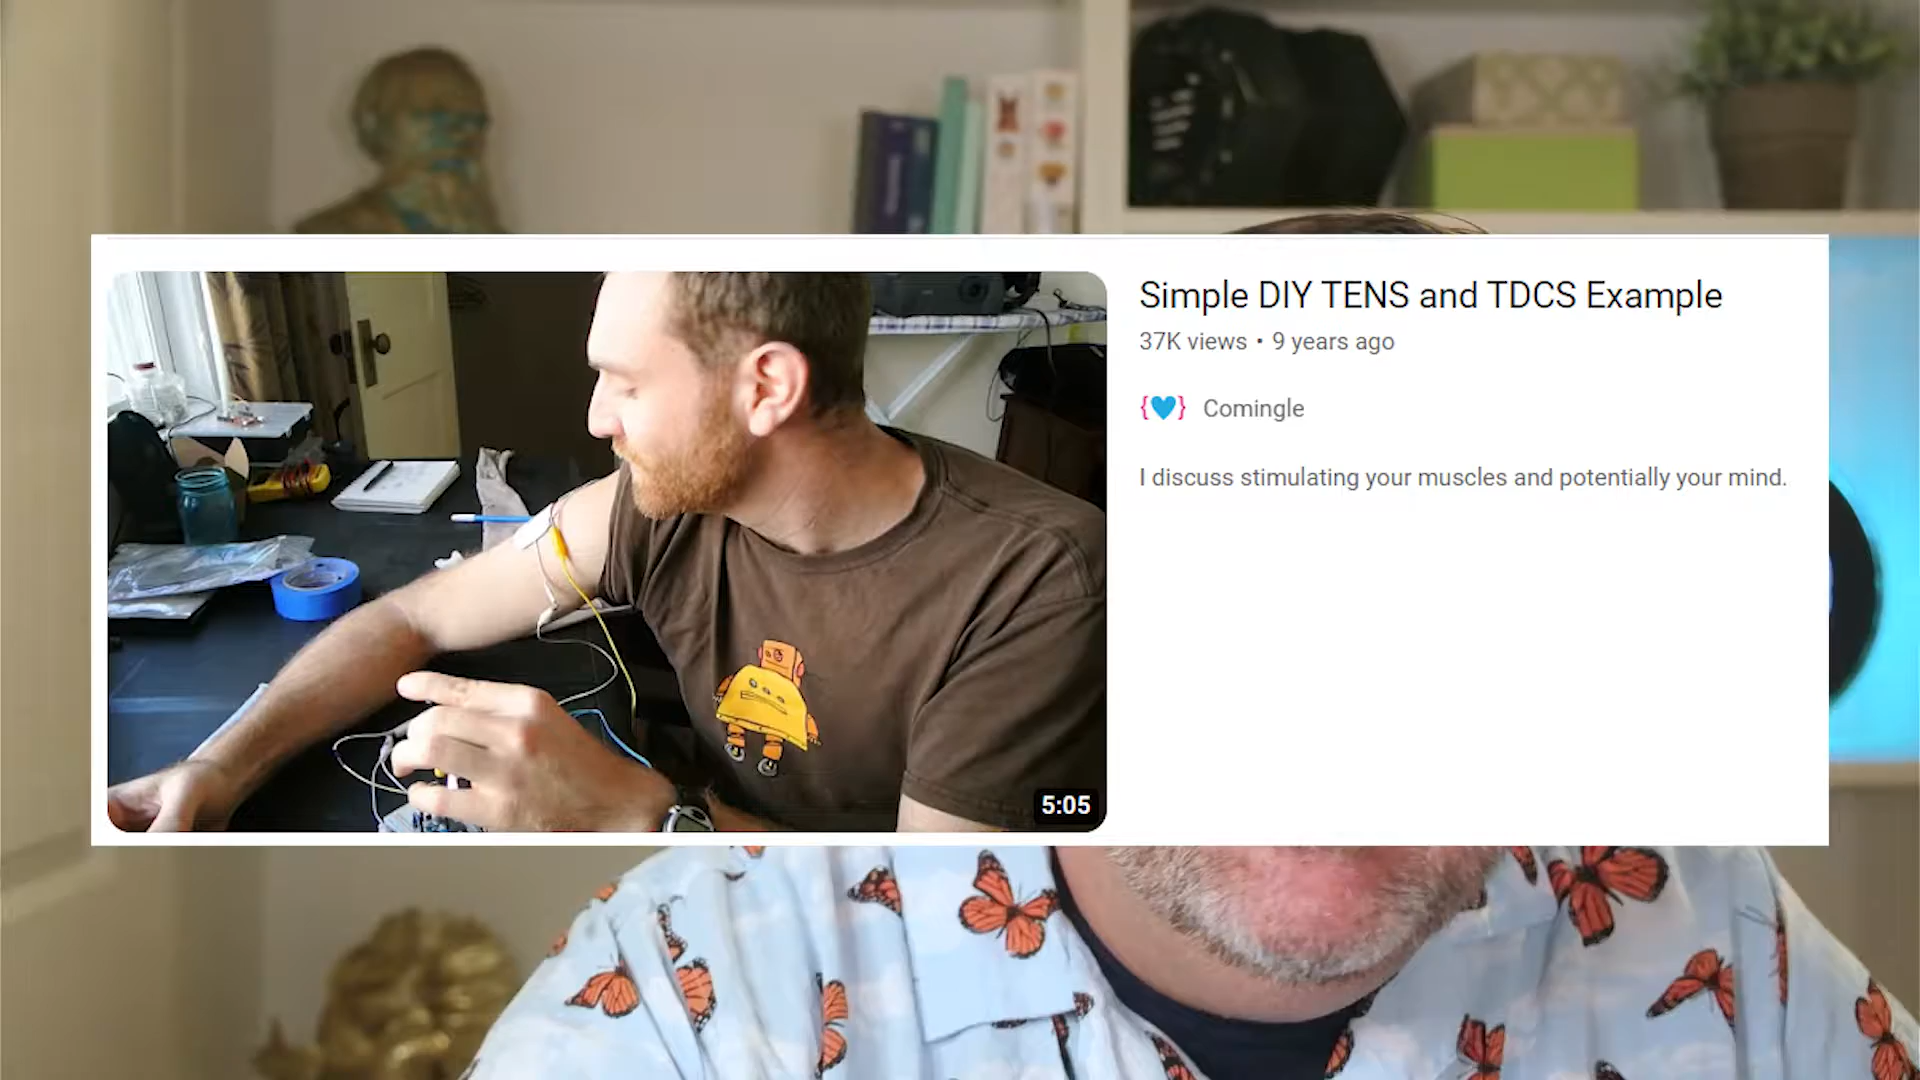 Simple DIY TENS and TDCS Example
37K views • 9 years ago
Comingle
I discuss stimulating your muscles and potentially your mind.
5:05